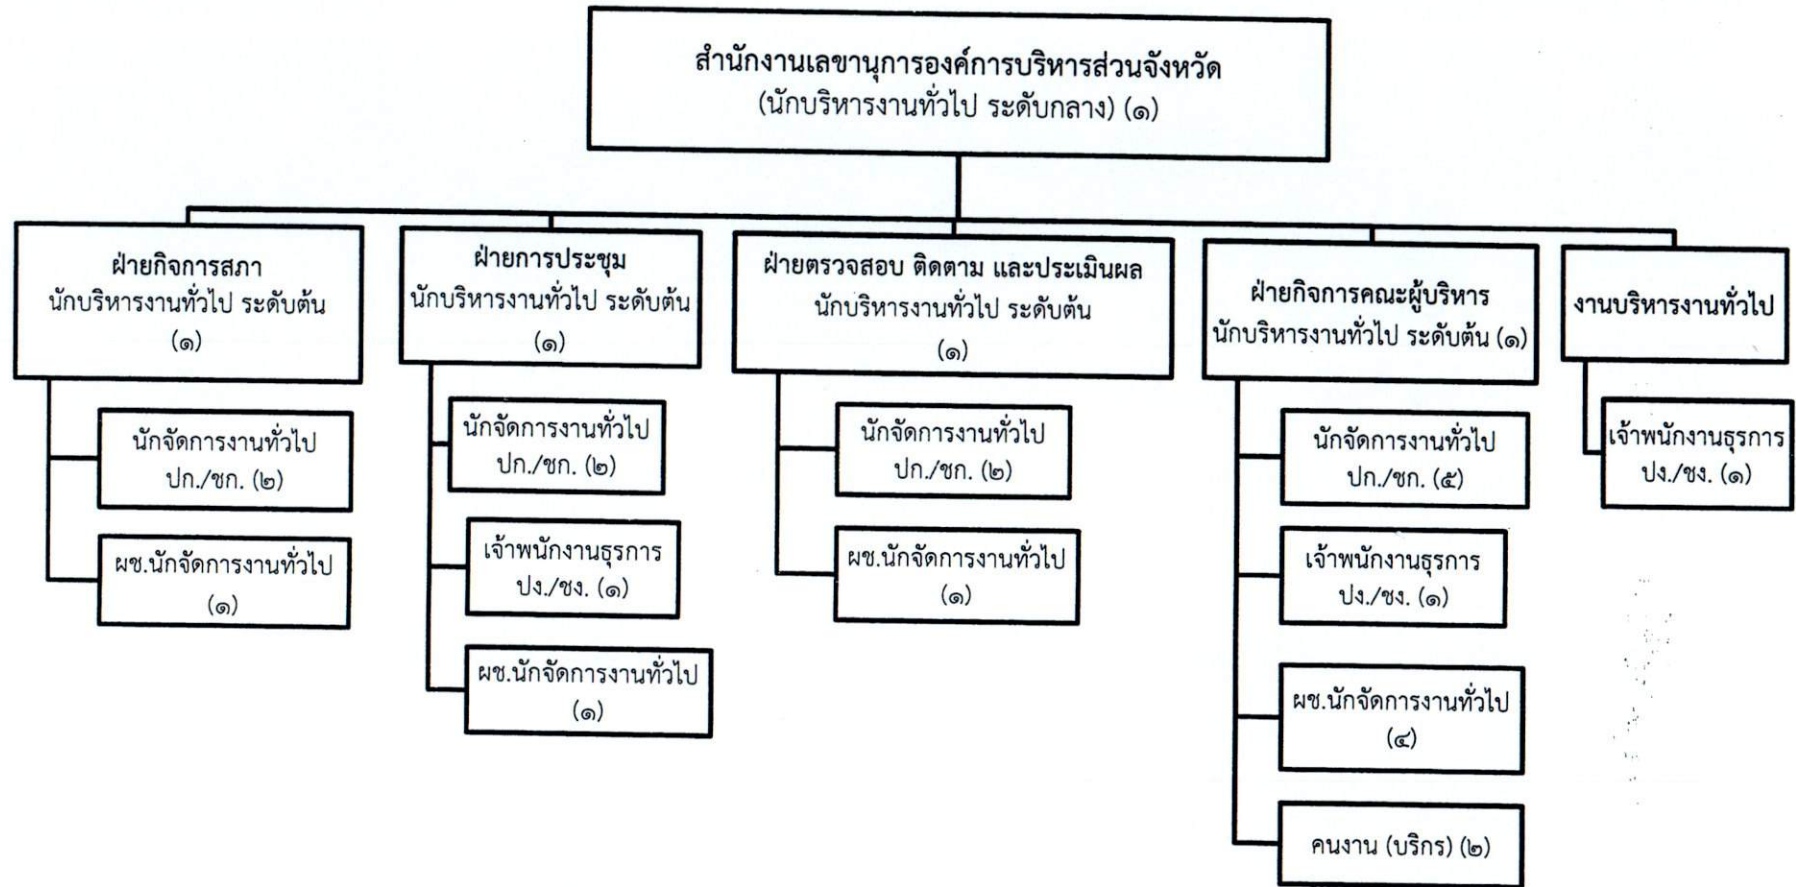 สำนักงานเลขานุการองค์การบริหารส่วนจังหวัด
(นักบริหารงานทั่วไป ระดับกลาง) (๑)
ฝ่ายกิจการสภา
นักบริหารงานทั่วไป ระดับต้น
(๑)
นักจัดการงานทั่วไป
ปก./ชก. (๒)
ผช.นักจัดการงานทั่วไป
(๑)
ฝ่ายการประชุม
นักบริหารงานทั่วไป ระดับต้น
(๑)
นักจัดการงานทั่วไป
ปก./ชก. (๒)
เจ้าพนักงานธุรการ
ปง./ชง. (๑)
ผช.นักจัดการงานทั่วไป
(๑)
ฝ่ายตรวจสอบ ติดตาม และประเมินผล
นักบริหารงานทั่วไป ระดับต้น
(๑)
นักจัดการงานทั่วไป
ปก./ชก. (๒)
ผช.นักจัดการงานทั่วไป
(๑)
ฝ่ายกิจการคณะผู้บริหาร
นักบริหารงานทั่วไป ระดับต้น (๑)
นักจัดการงานทั่วไป
ปก./ชก. (๕)
เจ้าพนักงานธุรการ
ปง./ชง. (๑)
ผช.นักจัดการงานทั่วไป
(๔)
คนงาน (บริกร) (๒)
งานบริหารงานทั่วไป
เจ้าพนักงานธุรการ
ปง./ชง. (๑)